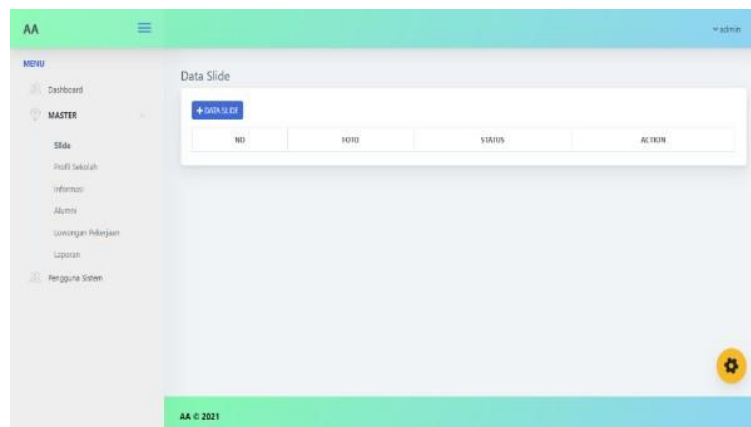 AA
admin
MENU
Dashboard
MASTER
Slide
Profil Sekolah
Informasi
Alumni
Lowongan Pekerjaan
Laporan
Pengguna Sistem
Data Slide
+ DATA SLIDE
NO FOTO STATUS ACTION
AA © 2021